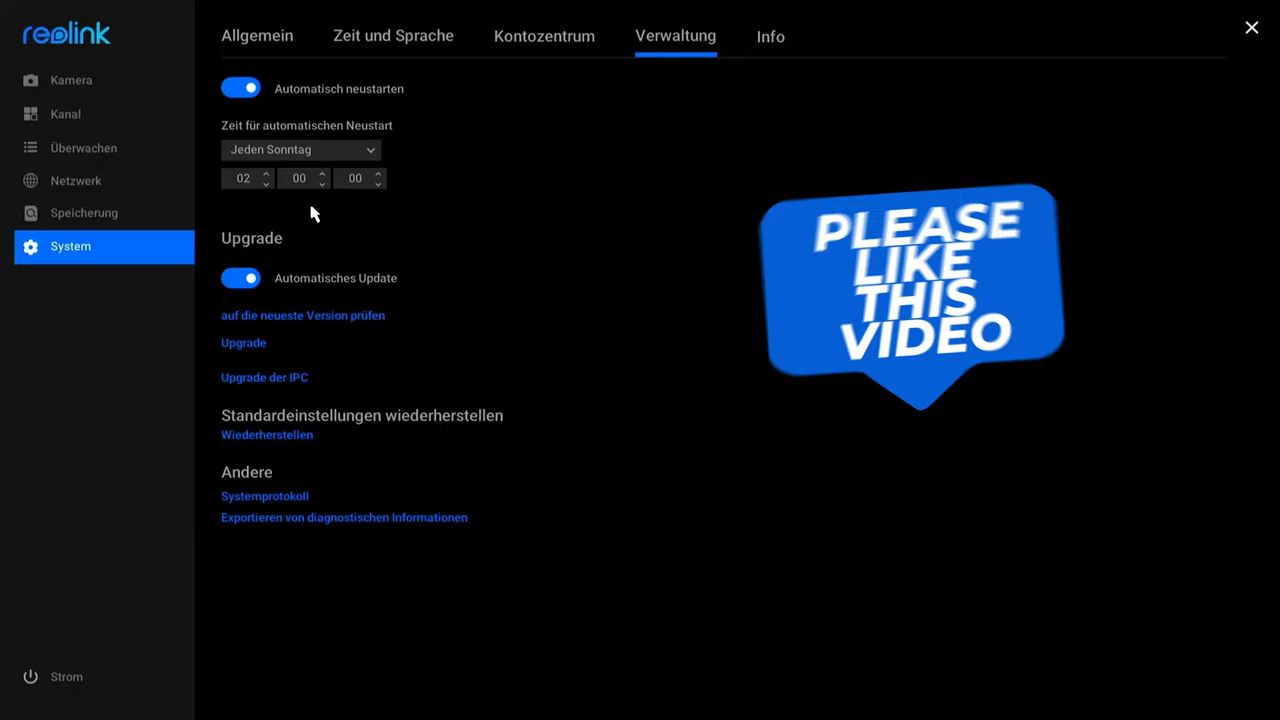 reolink
Allgemein Zeit und Sprache Kontozentrum Verwaltung Info
Kamera
Kanal
Überwachen
Netzwerk
Speicherung
System
Strom
Automatisch neustarten
Zeit für automatischen Neustart
Jeden Sonntag
02 00 00
Upgrade
Automatisches Update
auf die neueste Version prüfen
Upgrade
Upgrade der IPC
Standardeinstellungen wiederherstellen
Wiederherstellen
Andere
Systemprotokoll
Exportieren von diagnostischen Informationen
PLEASE
LIKE
THIS
VIDEO